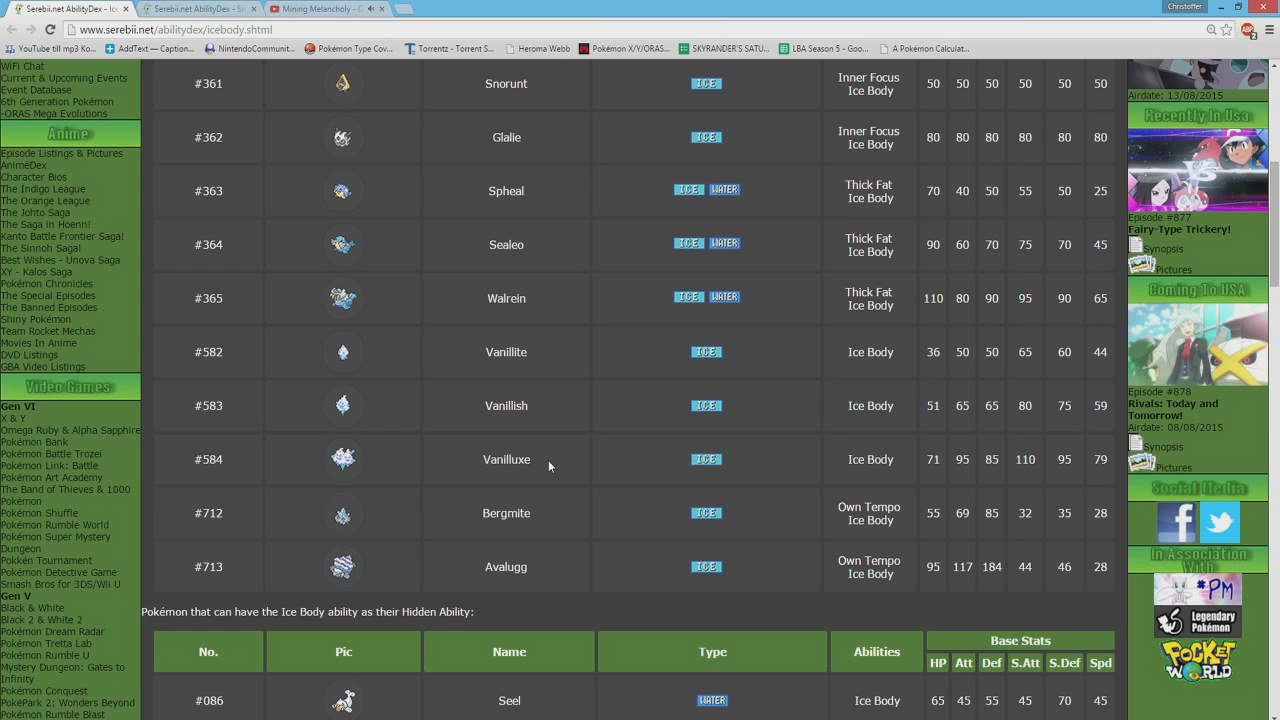 Serebii.net AbilityDex - Ic
Serebii.net AbilityDex - Sn
Mining Melancholy - D
Christoffer
www.serebii.net/abilitydex/icebody.shtml
YouTube till mp3 Ko...
AddText — Caption...
NintendoCommunit...
Pokémon Type Cov...
Torrentz - Torrent S...
Heroma Webb
Pokémon X/Y/ORAS...
SKYRANDER'S SATU...
LBA Season 5 - Goo...
A Pokémon Calculat...
WiFi Chat
Current & Upcoming Events
Event Database
6th Generation Pokémon
-ORAS Mega Evolutions
Anime
Episode Listings & Pictures
AniméDex
Character Bios
The Indigo League
The Orange League
The Johto Saga
The Saga in Hoenn!
Kanto Battle Frontier Saga!
The Sinnoh Saga!
Best Wishes - Unova Saga
XY - Kalos Saga
Pokémon Chronicles
The Special Episodes
The Banned Episodes
Shiny Pokémon
Team Rocket Mechas
Movies In Anime
DVD Listings
GBA Video Listings
Video Games
Gen VI
X & Y
Omega Ruby & Alpha Sapphire
Pokémon Bank
Pokémon Battle Trozei
Pokémon Link: Battle
Pokémon Art Academy
The Band of Thieves & 1000
Pokémon
Pokémon Shuffle
Pokémon Rumble World
Pokémon Super Mystery
Dungeon
Pokkén Tournament
Pokémon Detective Game
Smash Bros for 3DS/Wii U
Gen V
Black & White
Black 2 & White 2
Pokémon Dream Radar
Pokémon Tretta Lab
Pokémon Rumble U
Mystery Dungeon: Gates to
Infinity
Pokémon Conquest
PokéPark 2: Wonders Beyond
Pokémon Rumble Blast
#361 Snorunt ICE Inner Focus Ice Body 50 50 50 50 50 50
#362 Glalie ICE Inner Focus Ice Body 80 80 80 80 80 80
#363 Spheal ICE WATER Thick Fat Ice Body 70 40 50 55 50 25
#364 Sealeo ICE WATER Thick Fat Ice Body 90 60 70 75 70 45
#365 Walrein ICE WATER Thick Fat Ice Body 110 80 90 95 90 65
#582 Vanillite ICE Ice Body 36 50 50 65 60 44
#583 Vanillish ICE Ice Body 51 65 65 80 75 59
#584 Vanilluxe ICE Ice Body 71 95 85 110 95 79
#712 Bergmite ICE Own Tempo Ice Body 55 69 85 32 35 28
#713 Avalugg ICE Own Tempo Ice Body 95 117 184 44 46 28
Pokémon that can have the Ice Body ability as their Hidden Ability:
No. Pic Name Type Abilities Base Stats
HP Att Def S.Att S.Def Spd
#086 Seel WATER Ice Body 65 45 55 45 70 45
Airdate: 13/08/2015
Recently In Usa
VS
Episode #877
Fairy-Type Trickery!
Synopsis
Pictures
Coming To USA
Episode #878
Rivals: Today and
Tomorrow!
Airdate: 08/08/2015
Synopsis
Pictures
Social Media
In Association
With
#PM
Legendary
Pokémon
POCKET
WORLD